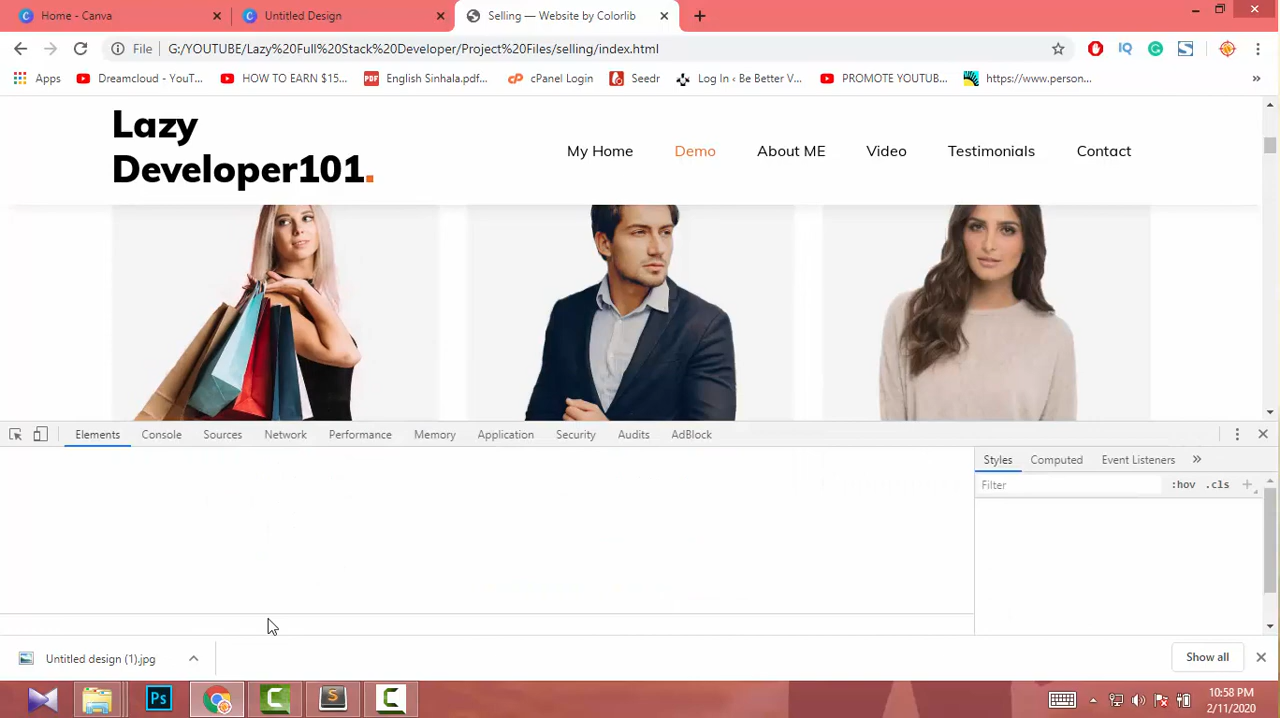 Home - Canva
Untitled Design
Selling — Website by Colorlib
File G:/YOUTUBE/Lazy%20Full%20Stack%20Developer/Project%20Files/selling/index.html
Apps
Dreamcloud - YouT...
HOW TO EARN $15...
English Sinhala.pdf...
cPanel Login
Seedr
Log In ‹ Be Better V...
PROMOTE YOUTUB...
https://www.person...
Lazy
Developer101.
My Home
Demo
About ME
Video
Testimonials
Contact
Elements
Console
Sources
Network
Performance
Memory
Application
Security
Audits
AdBlock
Styles
Computed
Event Listeners
Filter
:hov
.cls
Untitled design (1).jpg
Show all
10:58 PM
2/11/2020